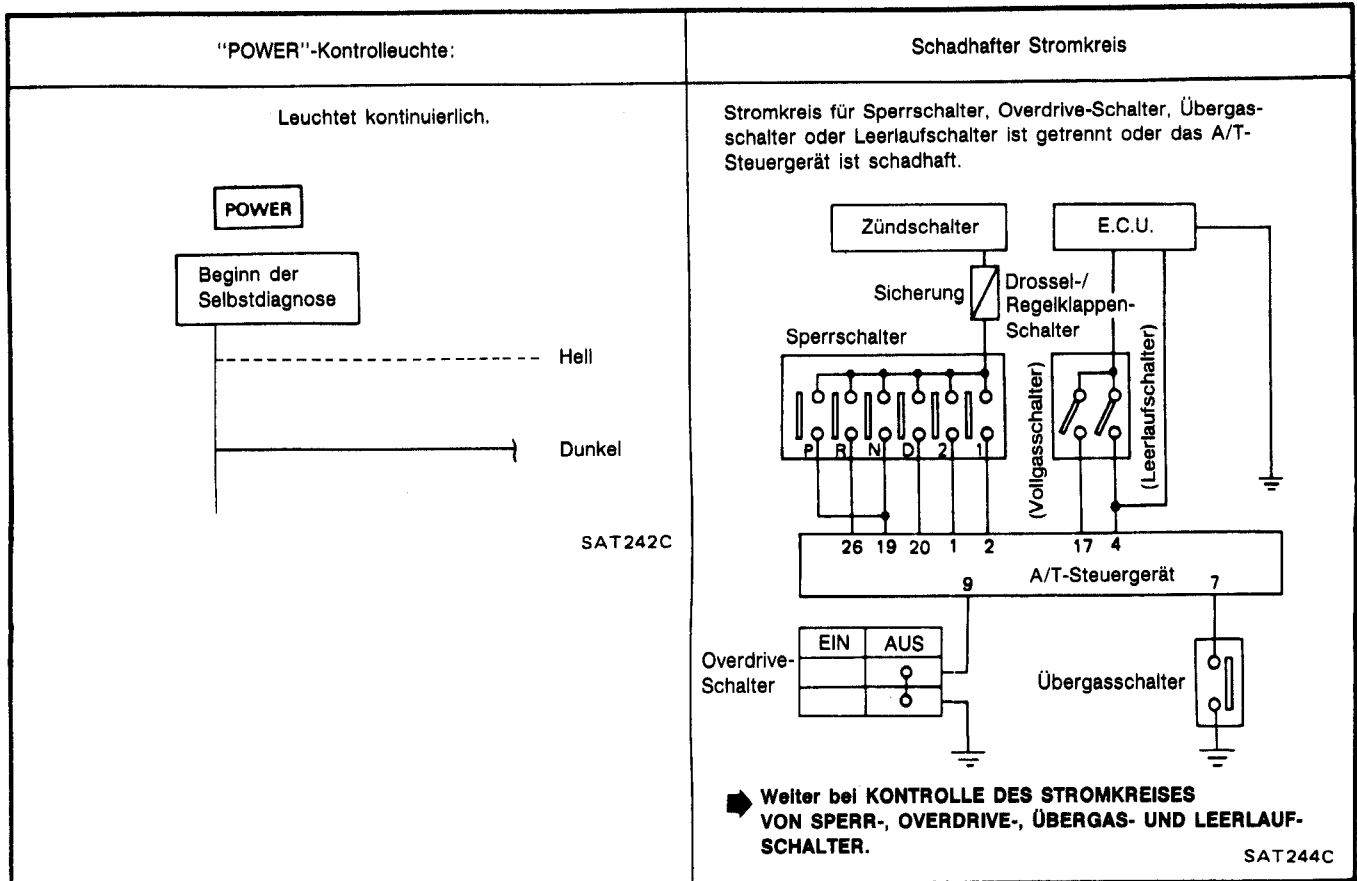 "POWER"-Kontrolleuchte:
Schadhafter Stromkreis
Leuchtet kontinuierlich.
POWER
Beginn der
Selbstdiagnose
Hell
Dunkel
SAT242C
Stromkreis für Sperrschalter, Overdrive-Schalter, Übergas-
schalter oder Leerlaufschalter ist getrennt oder das A/T-
Steuergerät ist schadhaft.
Zündschalter
E.C.U.
Sicherung
Drossel-/
Regelklappen-
Schalter
Sperrschalter
(Vollgasschalter)
(Leerlaufschalter)
P R N D 2 1
26 19 20 1 2 17 4
A/T-Steuergerät
9 7
EIN AUS
Overdrive-
Schalter
Übergasschalter
Weiter bei KONTROLLE DES STROMKREISES
VON SPERR-, OVERDRIVE-, ÜBERGAS- UND LEERLAUF-
SCHALTER.
SAT244C